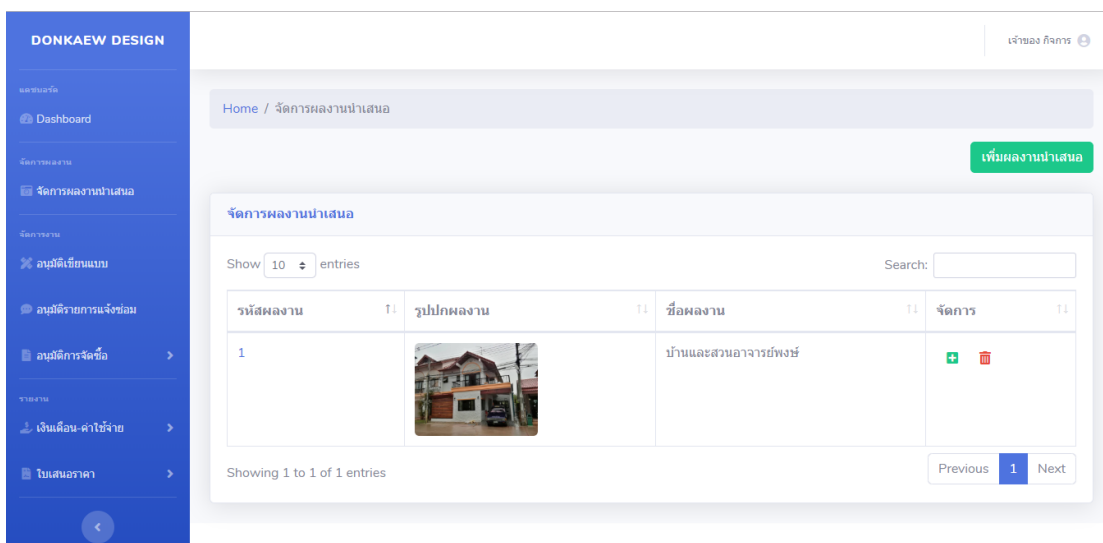 DONKAEW DESIGN
เจ้าของ กิจการ
แดชบอร์ด
Dashboard
จัดการผลงาน
จัดการผลงานนำเสนอ
จัดการงาน
อนุมัติเขียนแบบ
อนุมัติรายการแจ้งซ่อม
อนุมัติการจัดซื้อ
รายงาน
เงินเดือน-ค่าใช้จ่าย
ใบเสนอราคา
Home / จัดการผลงานนำเสนอ
เพิ่มผลงานนำเสนอ
จัดการผลงานนำเสนอ
Show 10 entries
Search:
รหัสผลงาน รูปปกผลงาน ชื่อผลงาน จัดการ
1 บ้านและสวนอาจารย์พงษ์
Showing 1 to 1 of 1 entries
Previous 1 Next